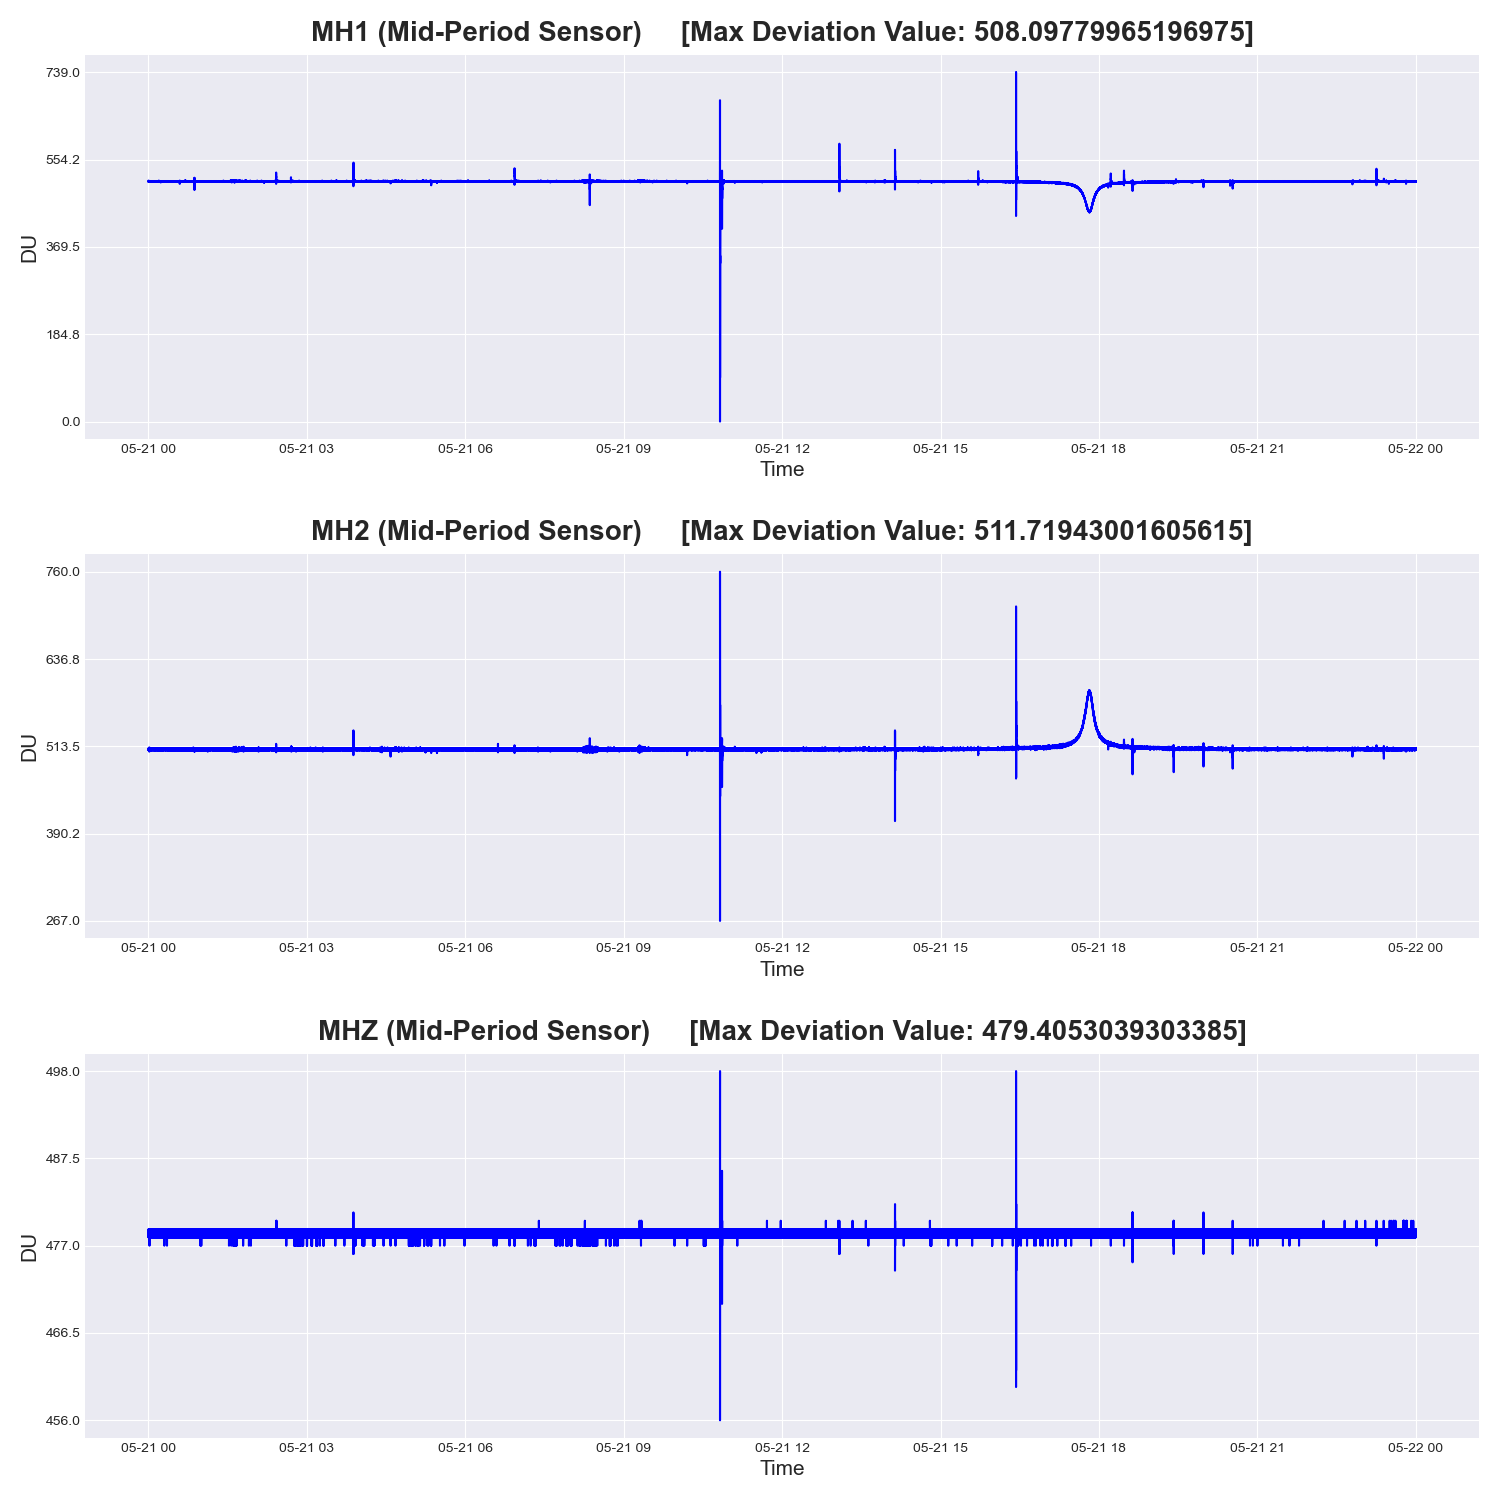 MH1 (Mid-Period Sensor) [Max Deviation Value: 508.09779965196975]
739.0
554.2
369.5
184.8
0.0
DU
05-21 00 05-21 03 05-21 06 05-21 09 05-21 12 05-21 15 05-21 18 05-21 21 05-22 00
Time
MH2 (Mid-Period Sensor) [Max Deviation Value: 511.71943001605615]
760.0
636.8
513.5
390.2
267.0
DU
05-21 00 05-21 03 05-21 06 05-21 09 05-21 12 05-21 15 05-21 18 05-21 21 05-22 00
Time
MHZ (Mid-Period Sensor) [Max Deviation Value: 479.4053039303385]
498.0
487.5
477.0
466.5
456.0
DU
05-21 00 05-21 03 05-21 06 05-21 09 05-21 12 05-21 15 05-21 18 05-21 21 05-22 00
Time